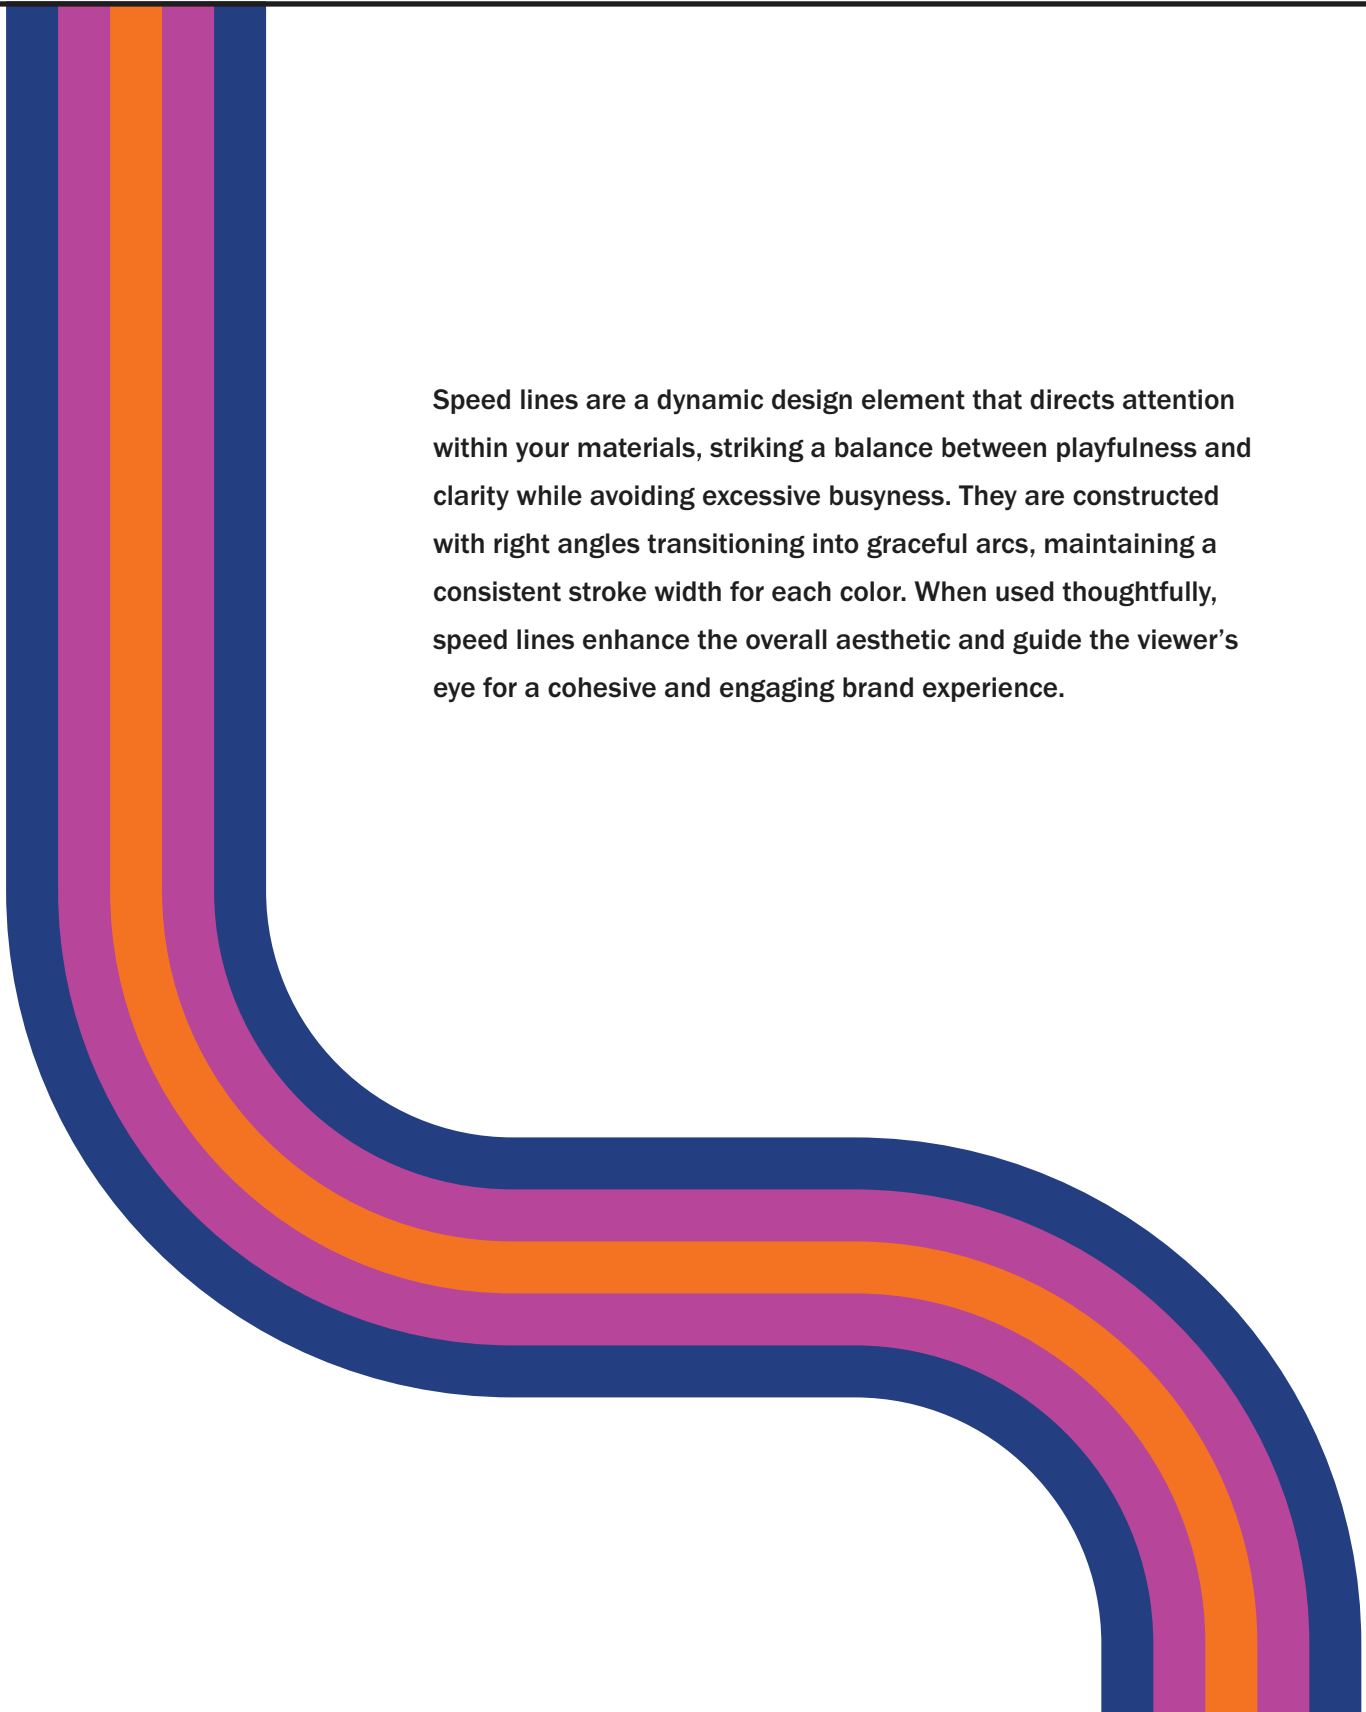 Speed lines are a dynamic design element that directs attention
within your materials, striking a balance between playfulness and
clarity while avoiding excessive busyness. They are constructed
with right angles transitioning into graceful arcs, maintaining a
consistent stroke width for each color. When used thoughtfully,
speed lines enhance the overall aesthetic and guide the viewer’s
eye for a cohesive and engaging brand experience.